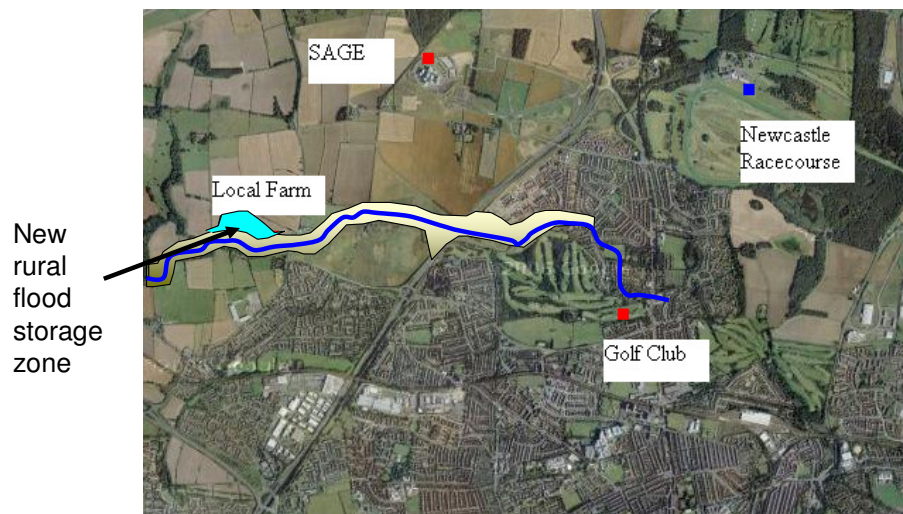 SAGE
Newcastle
Racecourse
Local Farm
New
rural
flood
storage
zone
Golf Club